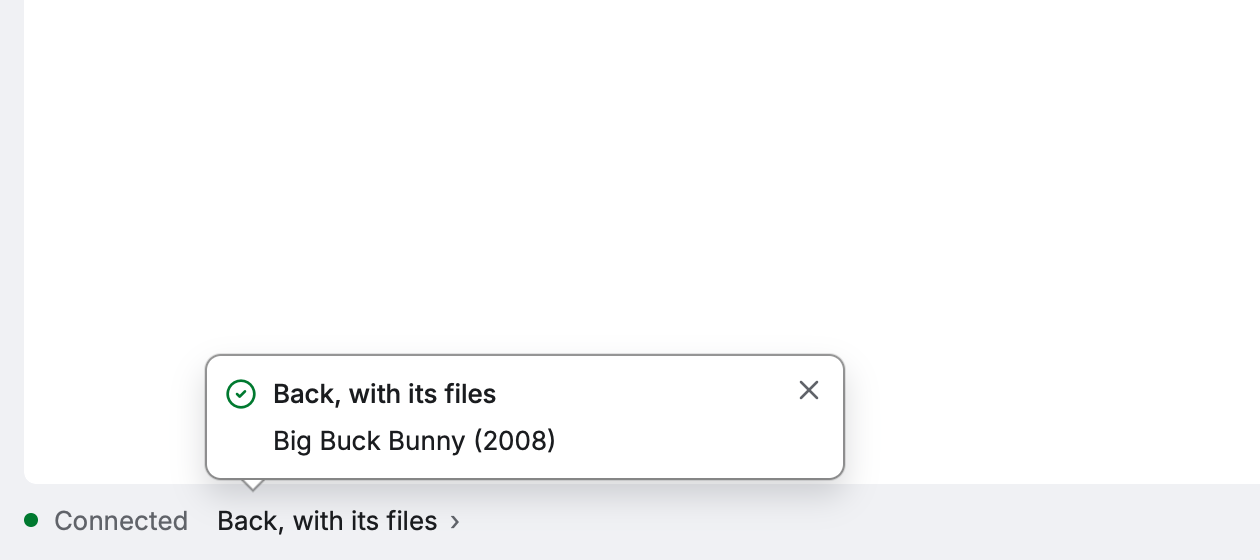 Back, with its files
Big Buck Bunny (2008)
Connected Back, with its files ›